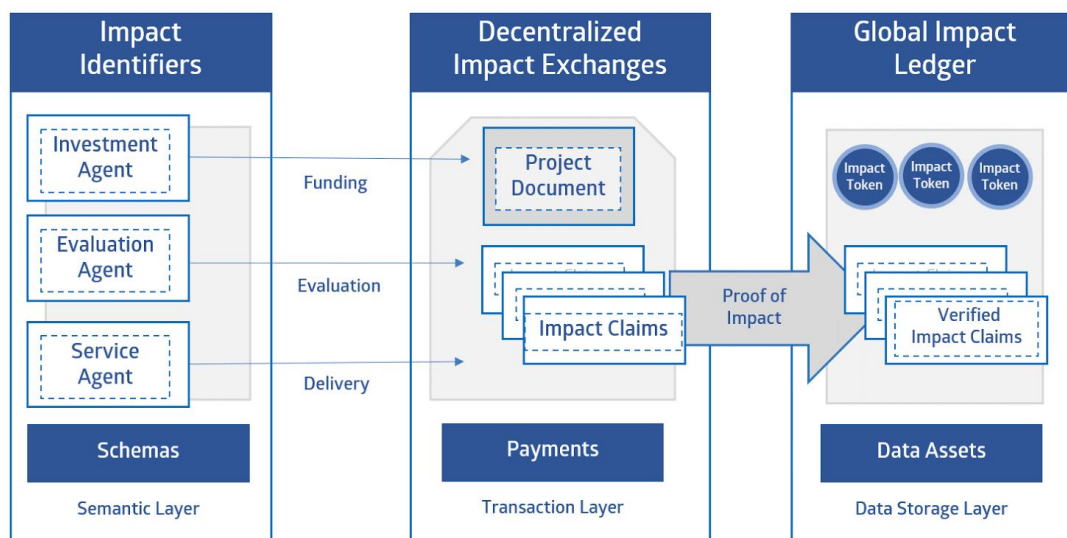 Impact
Identifiers
Investment
Agent
Evaluation
Agent
Service
Agent
Schemas
Semantic Layer
Funding
Evaluation
Delivery
Decentralized
Impact Exchanges
Project
Document
Impact Claims
Payments
Transaction Layer
Proof of
Impact
Global Impact
Ledger
Impact
Token
Impact
Token
Impact
Token
Verified
Impact Claims
Data Assets
Data Storage Layer